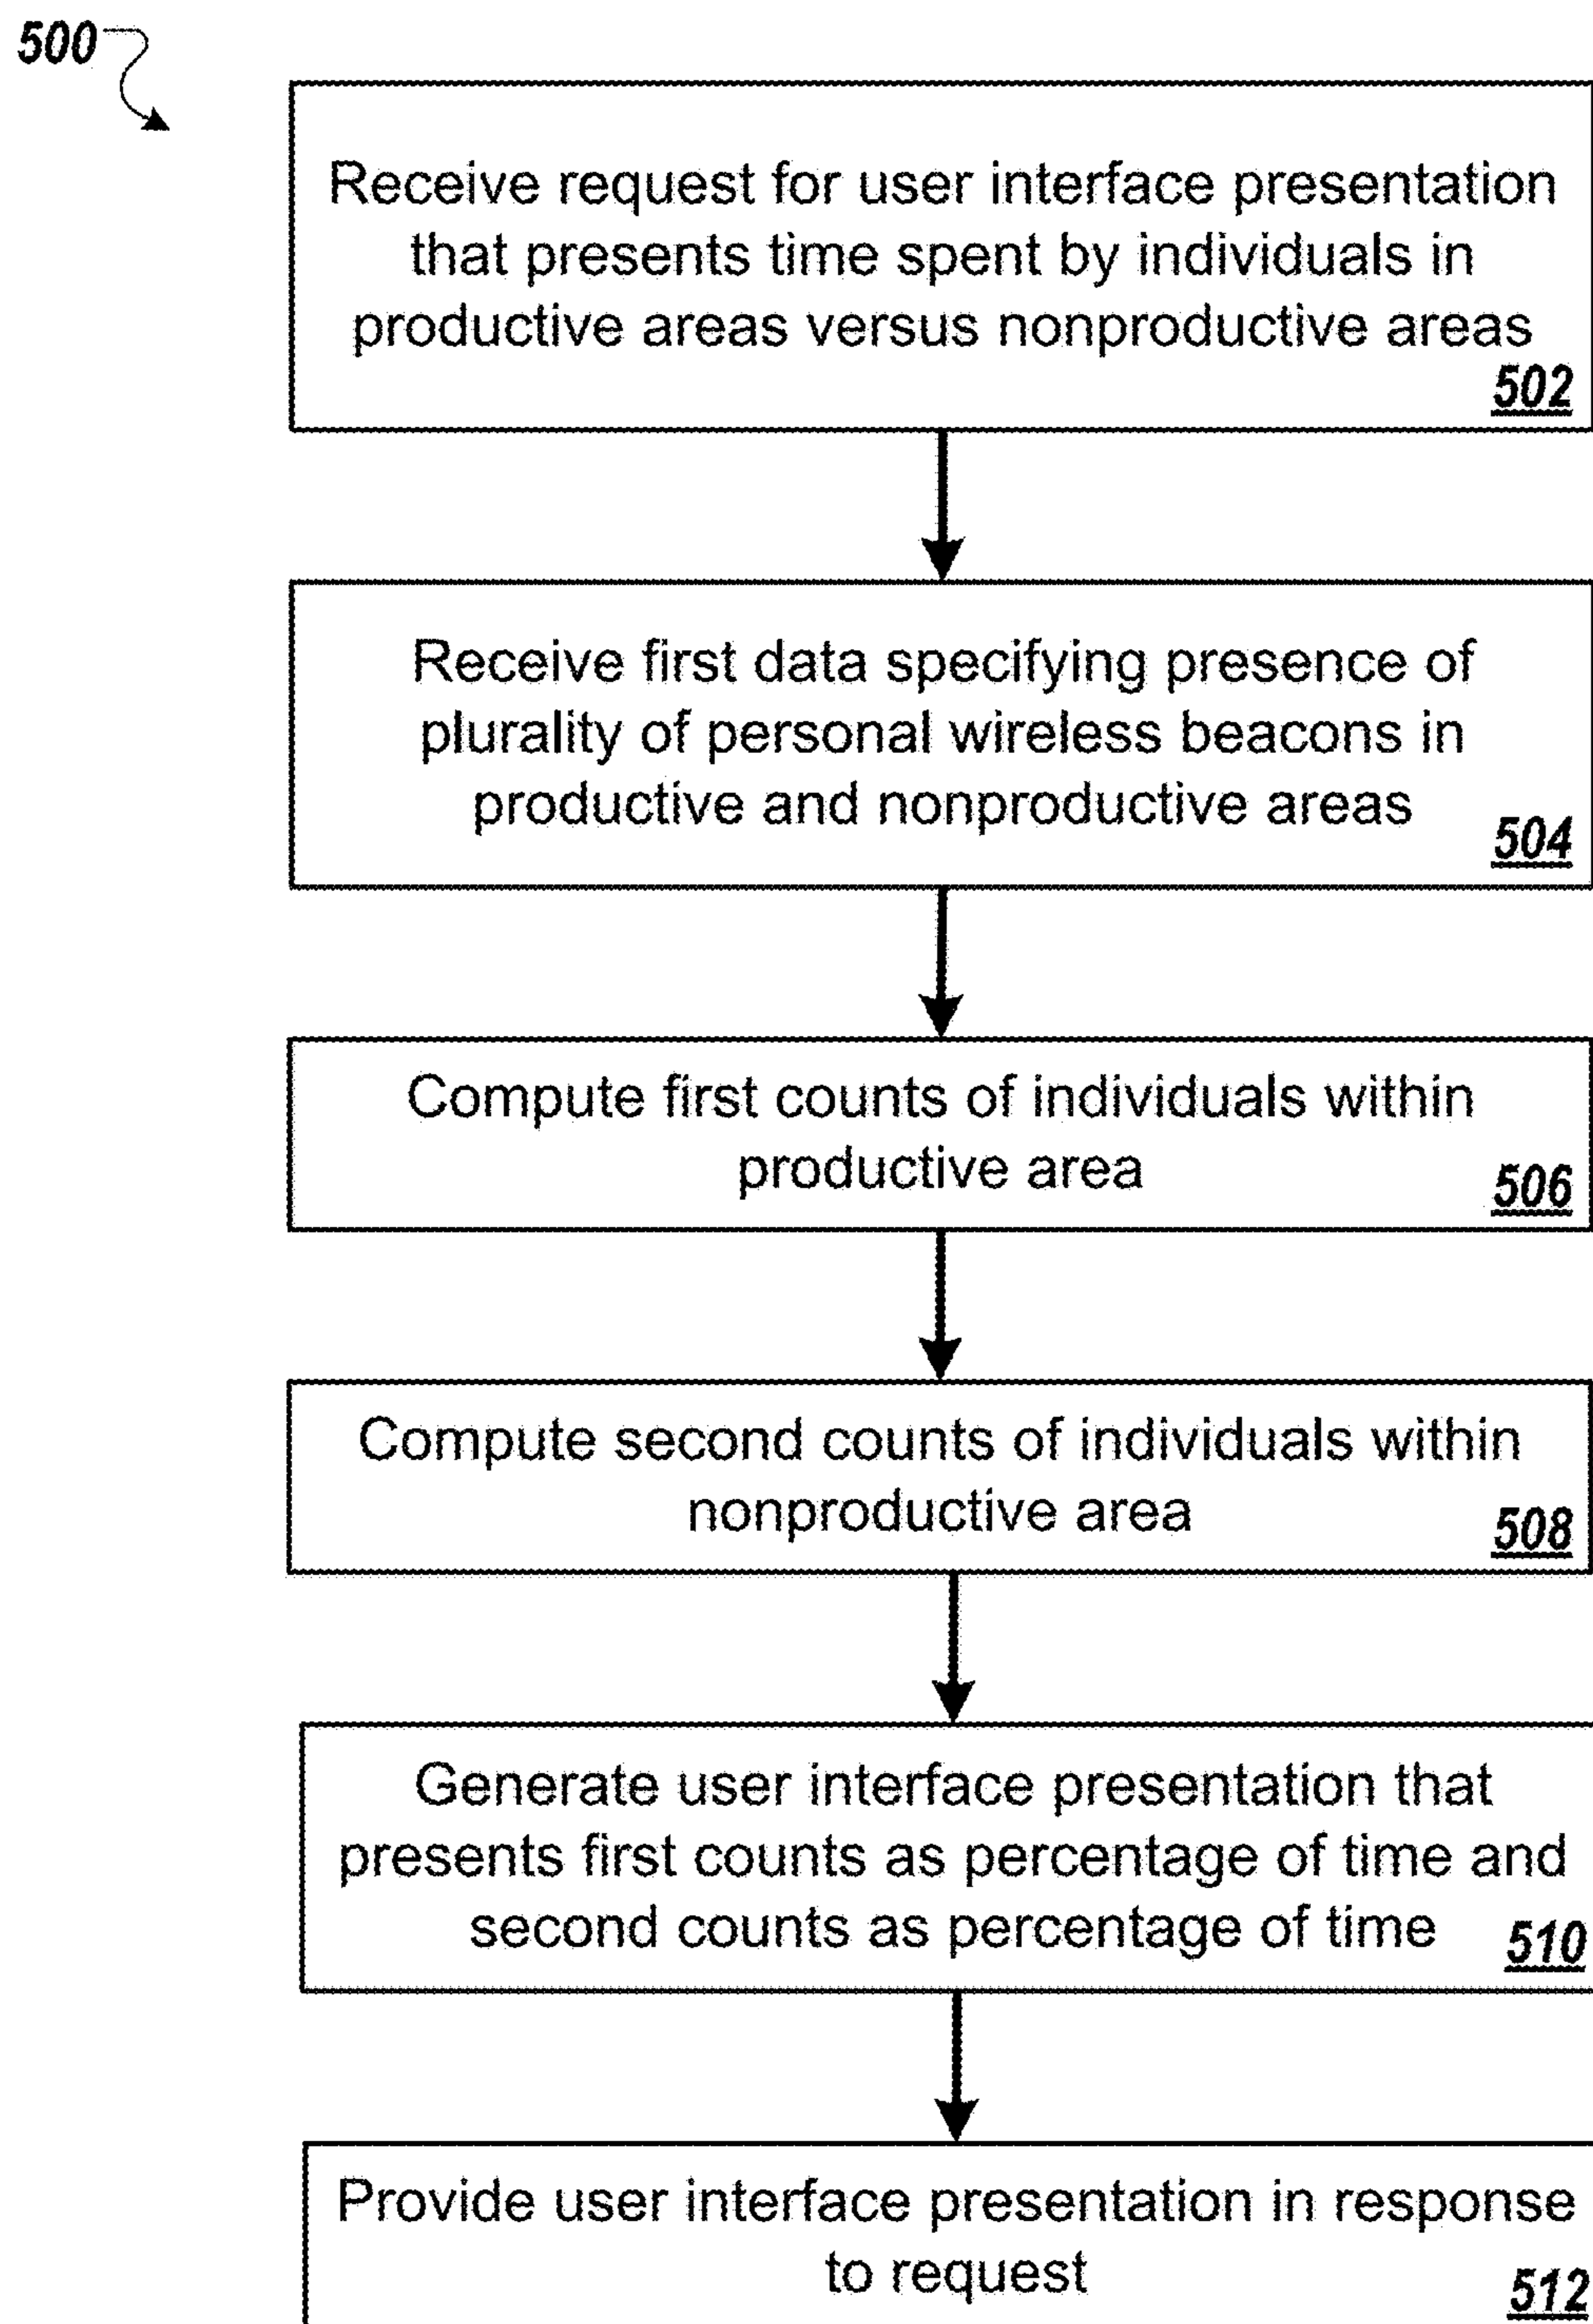 500
Receive request for user interface presentation
that presents time spent by individuals in
productive areas versus nonproductive areas
502
Receive first data specifying presence of
plurality of personal wireless beacons in
productive and nonproductive areas
504
Compute first counts of individuals within
productive area
506
Compute second counts of individuals within
nonproductive area
508
Generate user interface presentation that
presents first counts as percentage of time and
second counts as percentage of time
510
Provide user interface presentation in response
to request
512